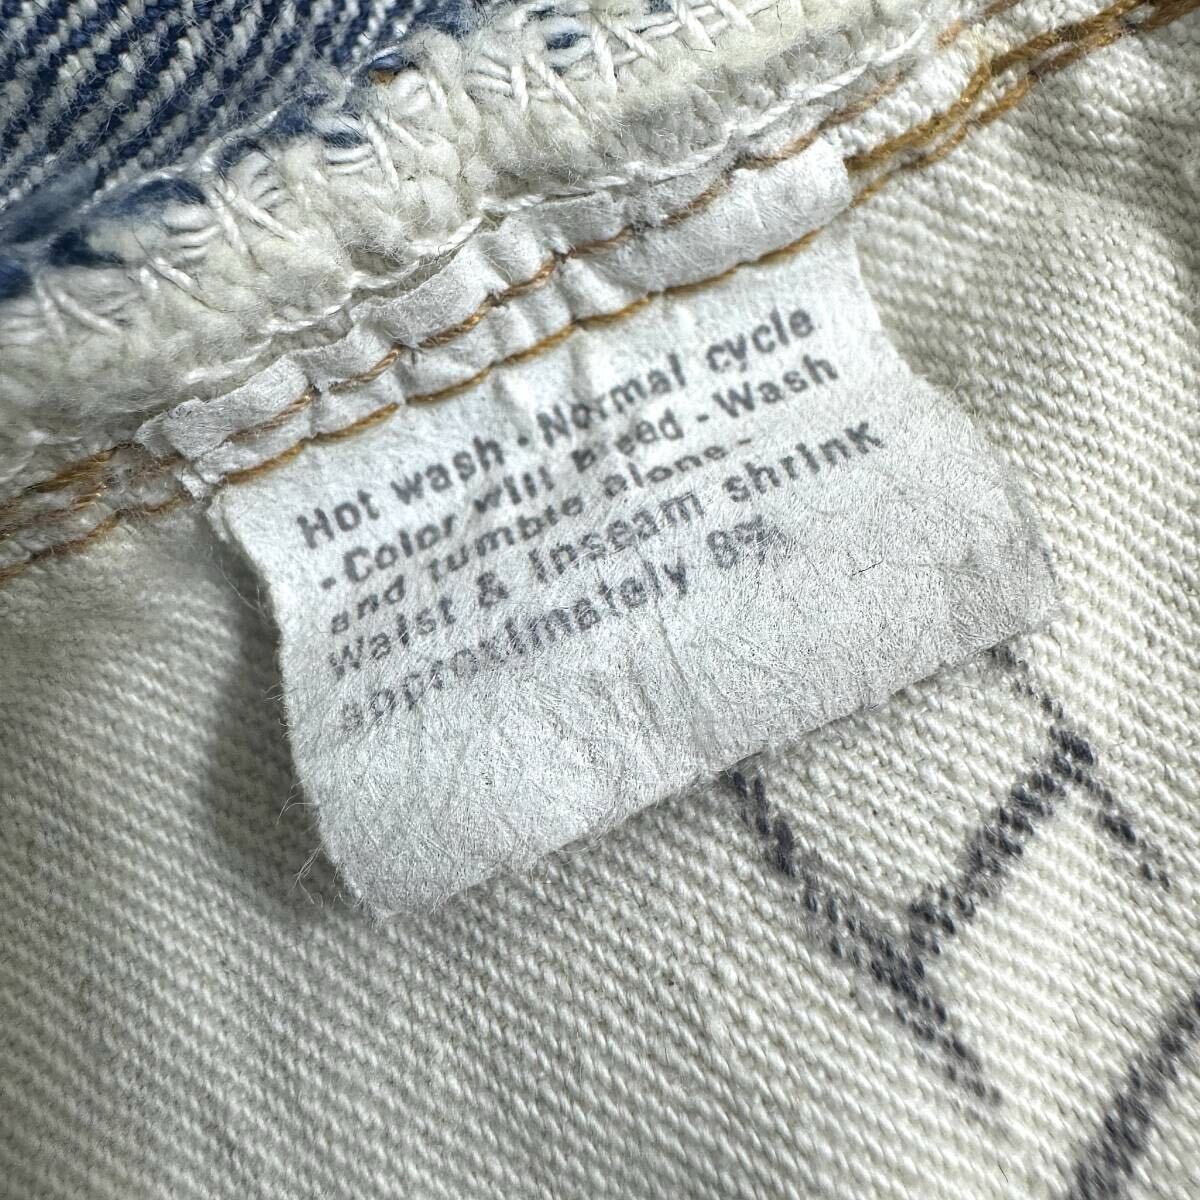 Hot wash - Normal cycle
- Color will bleed - Wash
and tumble alone -
Waist & Inseam shrink
approximately 8%
H